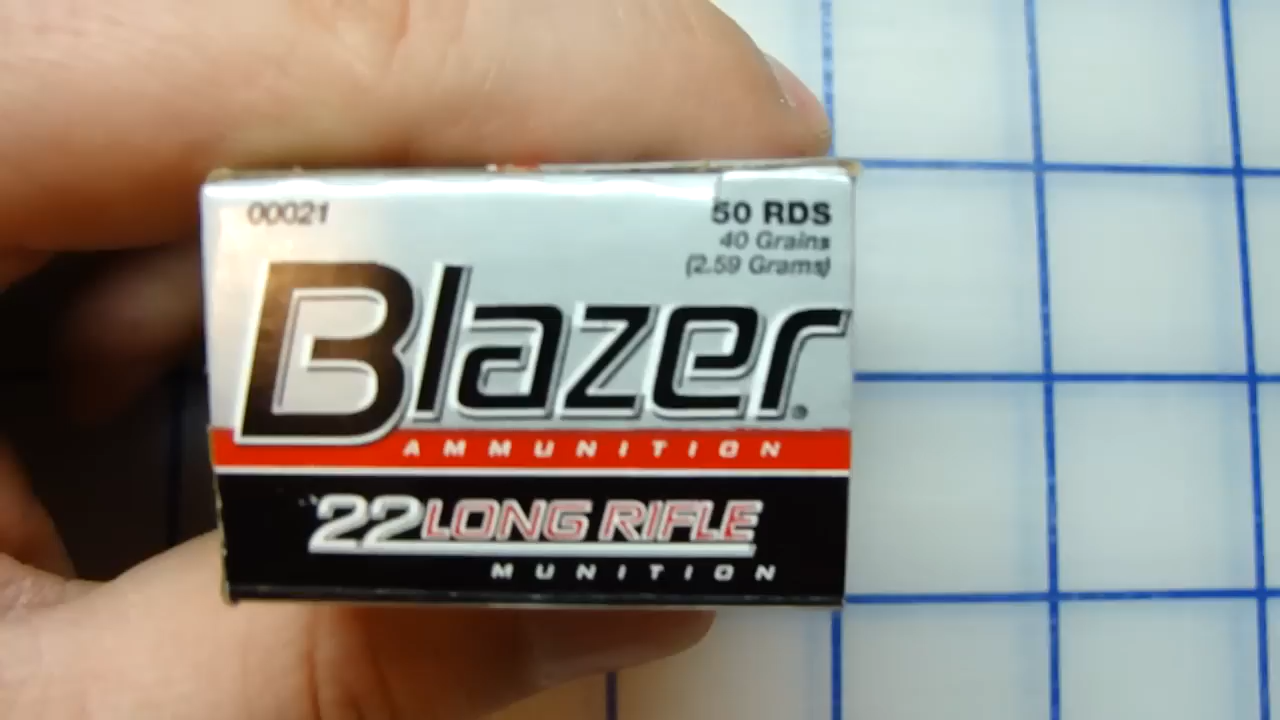 00021
50 RDS
40 Grains
(2.59 Grams)
Blazer®
AMMUNITION
22 LONG RIFLE
MUNITION